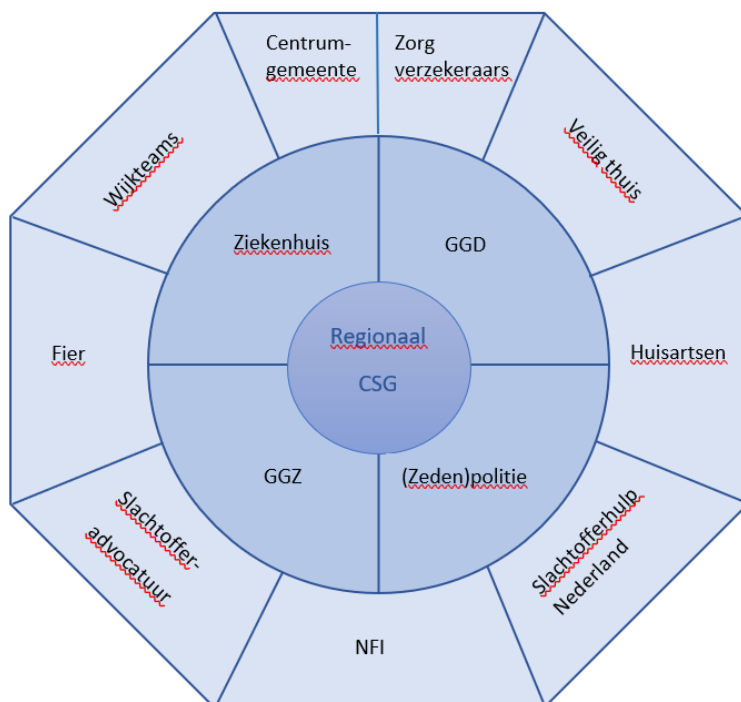 Centrum-
gemeente
Zorg
verzekeraars
Wijkteams
Veilig thuis
Ziekenhuis
GGD
Regionaal
CSG
Fier
Huisartsen
GGZ
(Zeden)politie
Slachtoffer-
advocatuur
Slachtofferhulp
Nederland
NFI